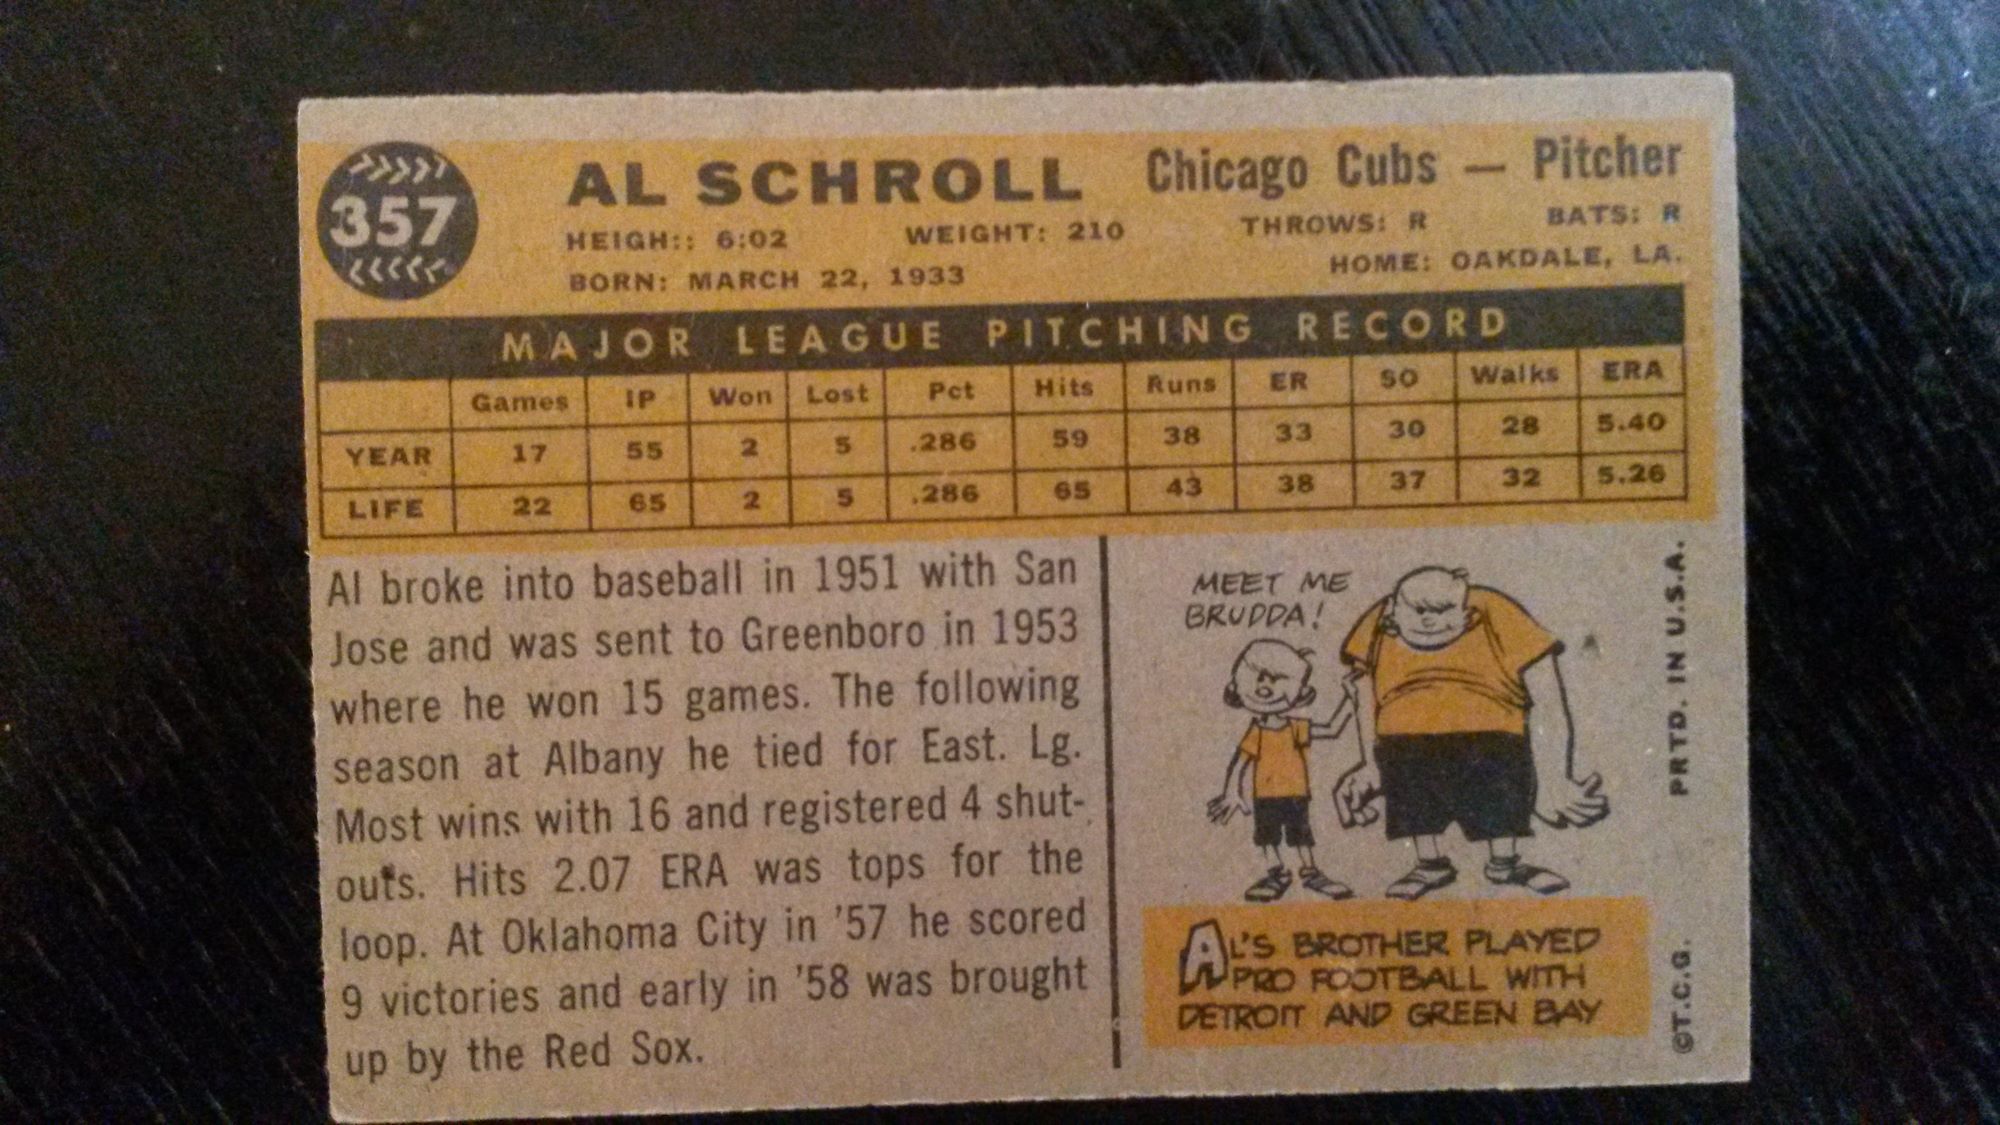 357
AL SCHROLL Chicago Cubs — Pitcher
HEIGH:: 6:02 WEIGHT: 210 THROWS: R BATS: R
BORN: MARCH 22, 1933 HOME: OAKDALE, LA.
MAJOR LEAGUE PITCHING RECORD
Games IP Won Lost Pct Hits Runs ER SO Walks ERA
YEAR 17 55 2 5 .286 59 38 33 30 28 5.40
LIFE 22 65 2 5 .286 65 43 38 37 32 5.26
Al broke into baseball in 1951 with San
Jose and was sent to Greenboro in 1953
where he won 15 games. The following
season at Albany he tied for East. Lg.
Most wins with 16 and registered 4 shut-
outs. Hits 2.07 ERA was tops for the
loop. At Oklahoma City in '57 he scored
9 victories and early in '58 was brought
up by the Red Sox.
MEET ME
BRUDDA!
AL'S BROTHER PLAYED
PRO FOOTBALL WITH
DETROIT AND GREEN BAY
©T.C.G. PRTD. IN U.S.A.